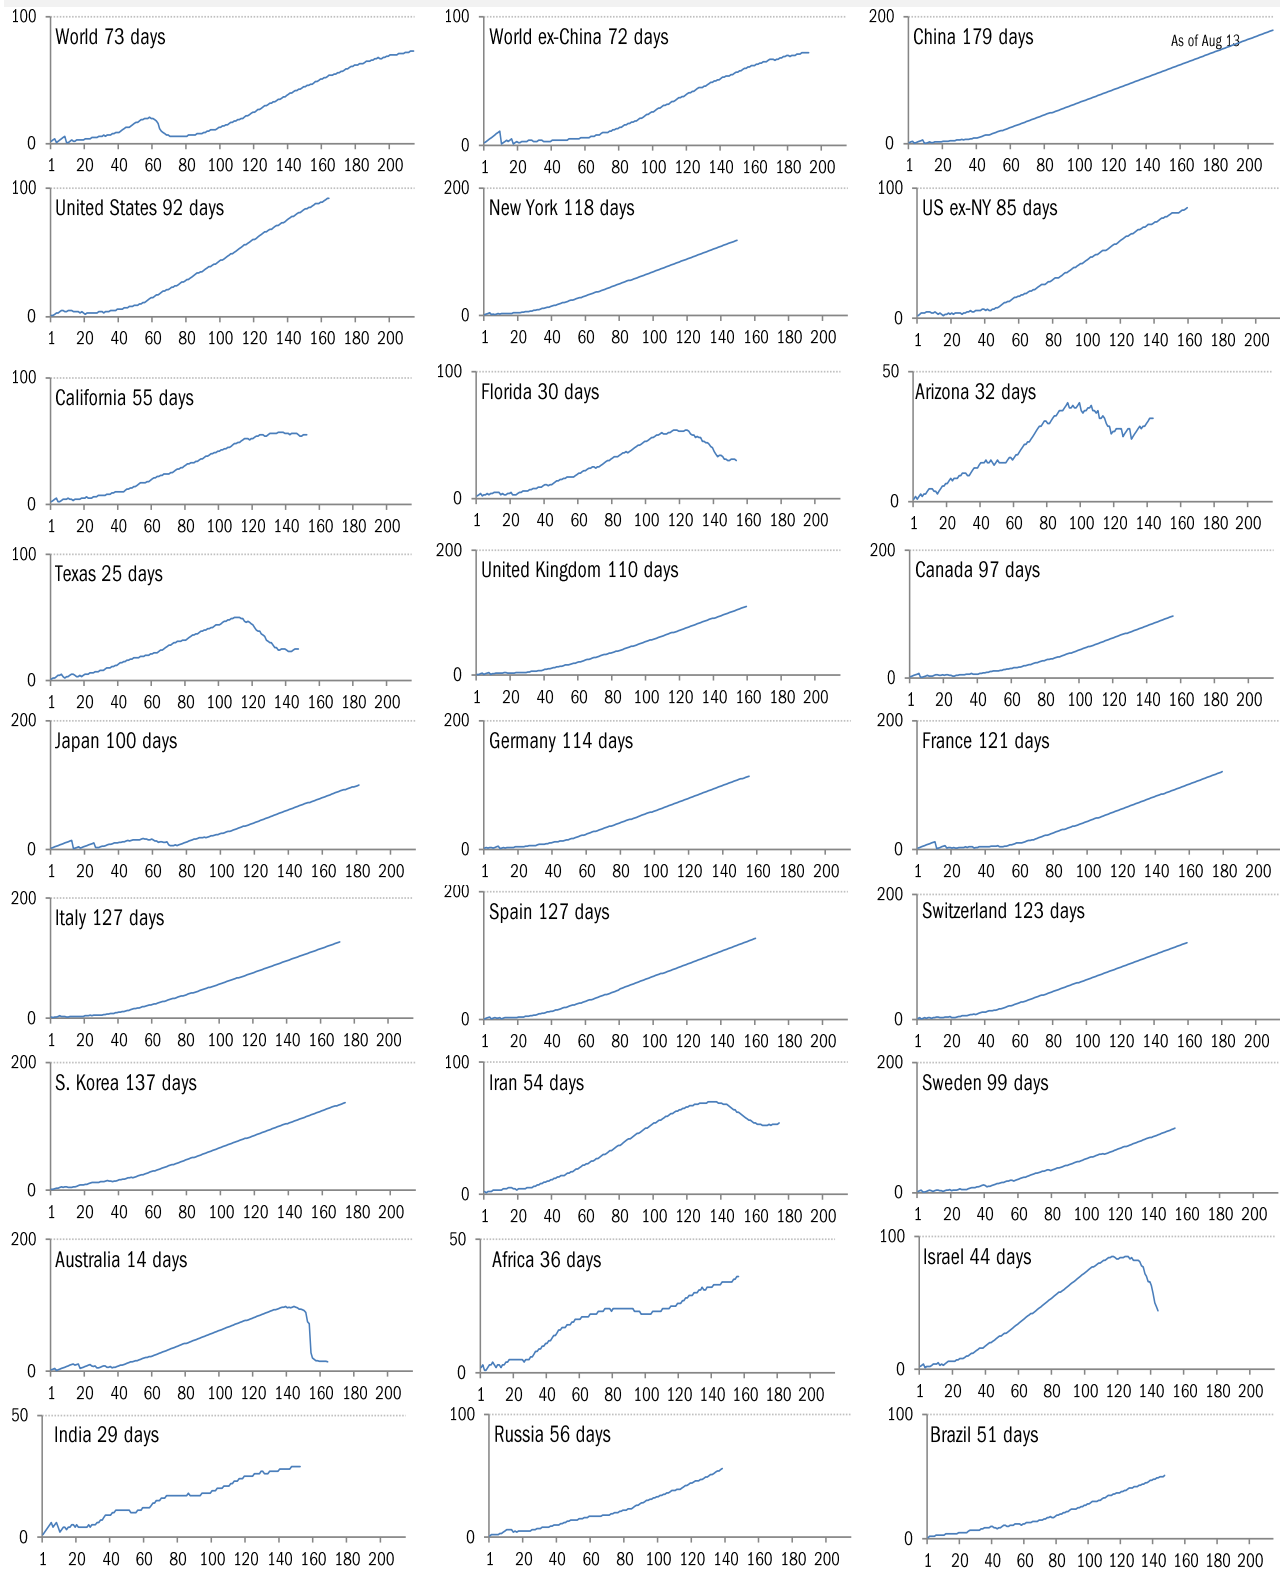 100
World 73 days
0
1 20 40 60 80 100 120 140 160 180 200
100
World ex-China 72 days
0
1 20 40 60 80 100 120 140 160 180 200
200
China 179 days
As of Aug 13
0
1 20 40 60 80 100 120 140 160 180 200
100
United States 92 days
0
1 20 40 60 80 100 120 140 160 180 200
200
New York 118 days
0
1 20 40 60 80 100 120 140 160 180 200
100
US ex-NY 85 days
0
1 20 40 60 80 100 120 140 160 180 200
100
California 55 days
0
1 20 40 60 80 100 120 140 160 180 200
100
Florida 30 days
0
1 20 40 60 80 100 120 140 160 180 200
50
Arizona 32 days
0
1 20 40 60 80 100 120 140 160 180 200
100
Texas 25 days
0
1 20 40 60 80 100 120 140 160 180 200
200
United Kingdom 110 days
0
1 20 40 60 80 100 120 140 160 180 200
200
Canada 97 days
0
1 20 40 60 80 100 120 140 160 180 200
200
Japan 100 days
0
1 20 40 60 80 100 120 140 160 180 200
200
Germany 114 days
0
1 20 40 60 80 100 120 140 160 180 200
200
France 121 days
0
1 20 40 60 80 100 120 140 160 180 200
200
Italy 127 days
0
1 20 40 60 80 100 120 140 160 180 200
200
Spain 127 days
0
1 20 40 60 80 100 120 140 160 180 200
200
Switzerland 123 days
0
1 20 40 60 80 100 120 140 160 180 200
200
S. Korea 137 days
0
1 20 40 60 80 100 120 140 160 180 200
100
Iran 54 days
0
1 20 40 60 80 100 120 140 160 180 200
200
Sweden 99 days
0
1 20 40 60 80 100 120 140 160 180 200
200
Australia 14 days
0
1 20 40 60 80 100 120 140 160 180 200
50
Africa 36 days
0
1 20 40 60 80 100 120 140 160 180 200
100
Israel 44 days
0
1 20 40 60 80 100 120 140 160 180 200
50
India 29 days
0
1 20 40 60 80 100 120 140 160 180 200
100
Russia 56 days
0
1 20 40 60 80 100 120 140 160 180 200
100
Brazil 51 days
0
1 20 40 60 80 100 120 140 160 180 200